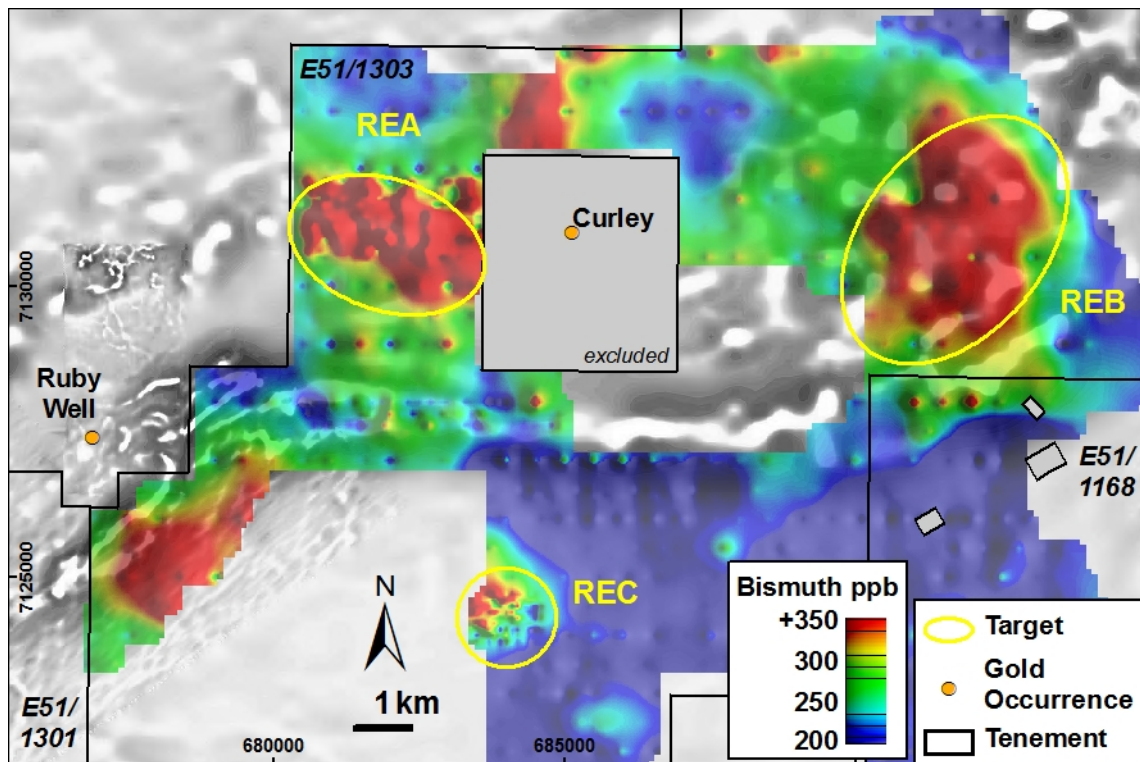 E51/1303
REA
Curley
7130000
REB
excluded
Ruby
Well
E51/
1168
7125000
N
REC
1 km
E51/
1301
680000
685000
Bismuth ppb
+350
300
250
200
Target
Gold
Occurrence
Tenement